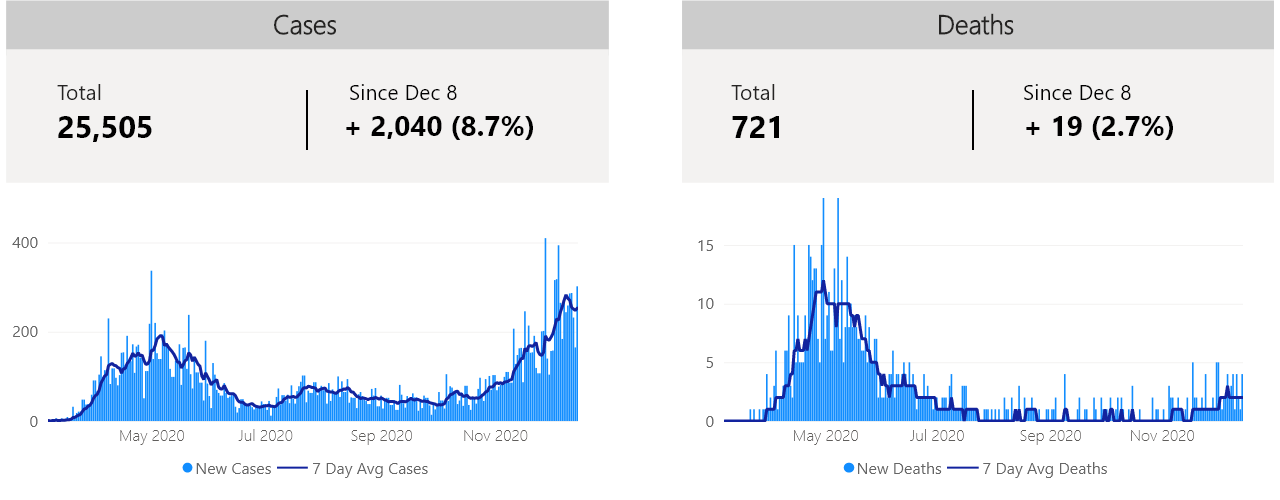 Cases
Total
25,505
Since Dec 8
+ 2,040 (8.7%)
400
200
0
May 2020 Jul 2020 Sep 2020 Nov 2020
New Cases 7 Day Avg Cases
Deaths
Total
721
Since Dec 8
+ 19 (2.7%)
15
10
5
0
May 2020 Jul 2020 Sep 2020 Nov 2020
New Deaths 7 Day Avg Deaths